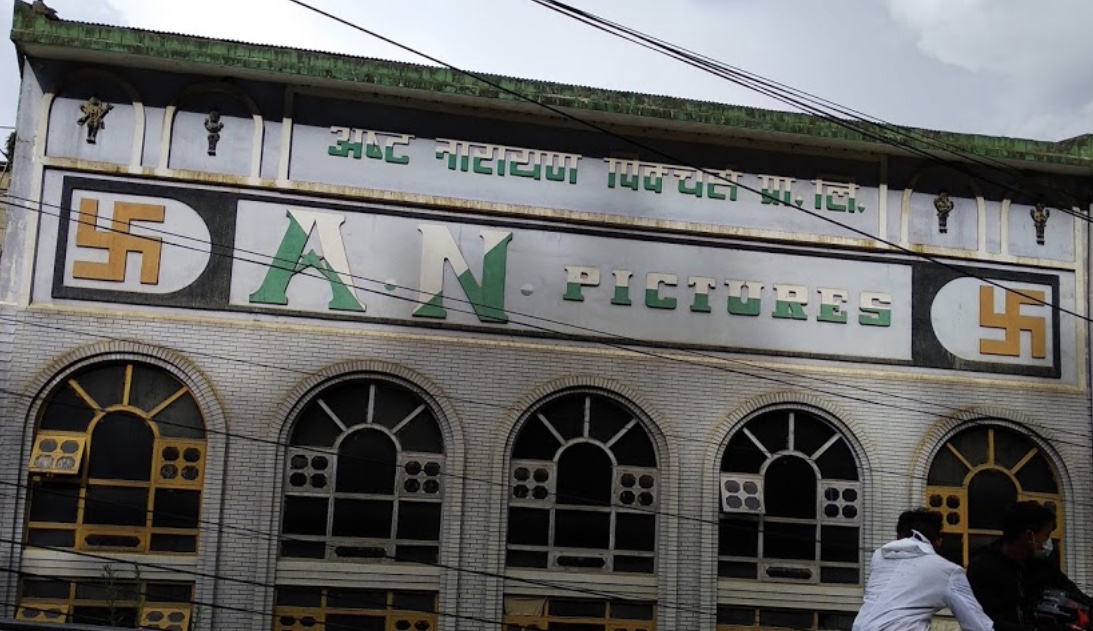 अष्ट नारायण पिक्चर्स प्रा. लि.
A.N. PICTURES